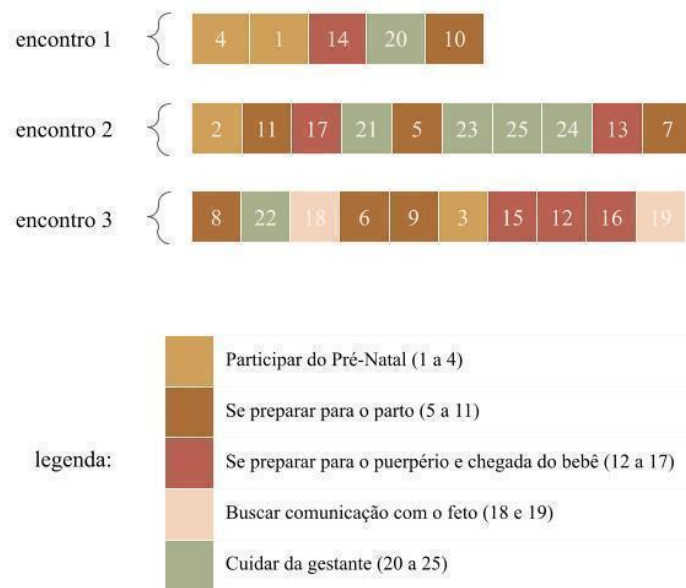 encontro 1 4 1 14 20 10
encontro 2 2 11 17 21 5 23 25 24 13 7
encontro 3 8 22 18 6 9 3 15 12 16 19
Participar do Pré-Natal (1 a 4)
Se preparar para o parto (5 a 11)
legenda: Se preparar para o puerpério e chegada do bebê (12 a 17)
Buscar comunicação com o feto (18 e 19)
Cuidar da gestante (20 a 25)